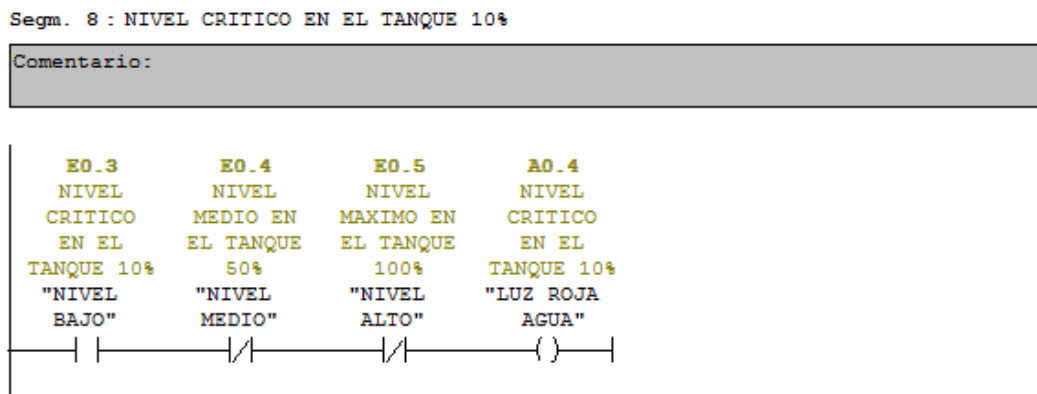 Segm. 8 : NIVEL CRITICO EN EL TANQUE 10%
Comentario:
E0.3 E0.4 E0.5 A0.4
NIVEL NIVEL NIVEL NIVEL
CRITICO MEDIO EN MAXIMO EN CRITICO
EN EL EL TANQUE EL TANQUE EN EL
TANQUE 10% 50% 100% TANQUE 10%
"NIVEL "NIVEL "NIVEL "LUZ ROJA
BAJO" MEDIO" ALTO" AGUA"